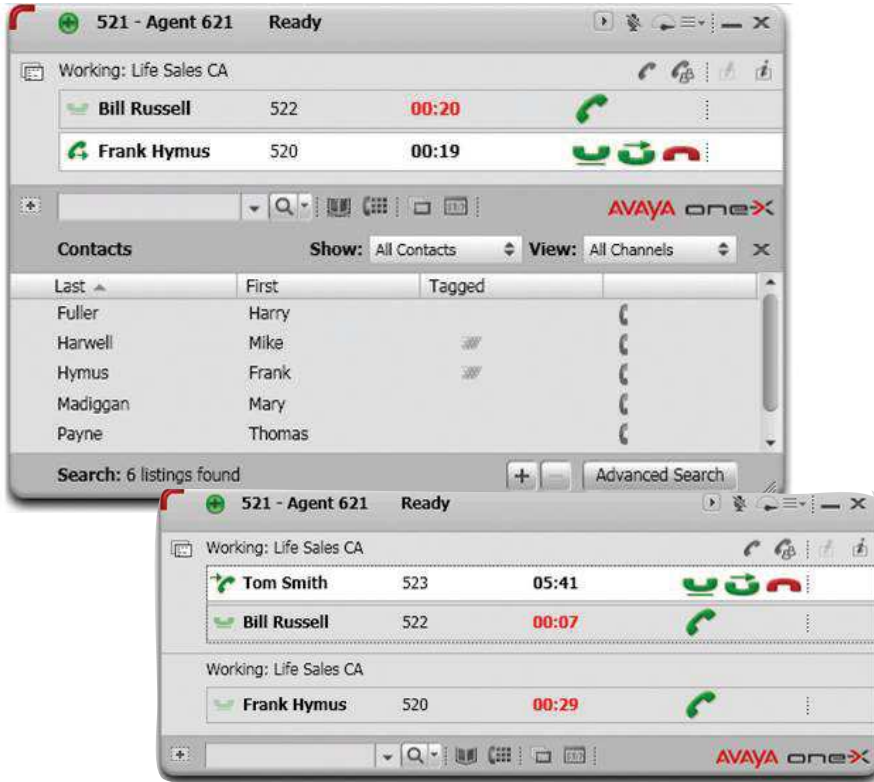 521 - Agent 621 Ready
Working: Life Sales CA
Bill Russell 522 00:20
Frank Hymus 520 00:19
AVAYA one-X
Contacts Show: All Contacts View: All Channels
Last First Tagged
Fuller Harry
Harwell Mike
Hymus Frank
Madiggan Mary
Payne Thomas
Search: 6 listings found + - Advanced Search
521 - Agent 621 Ready
Working: Life Sales CA
Tom Smith 523 05:41
Bill Russell 522 00:07
Working: Life Sales CA
Frank Hymus 520 00:29
AVAYA one-X